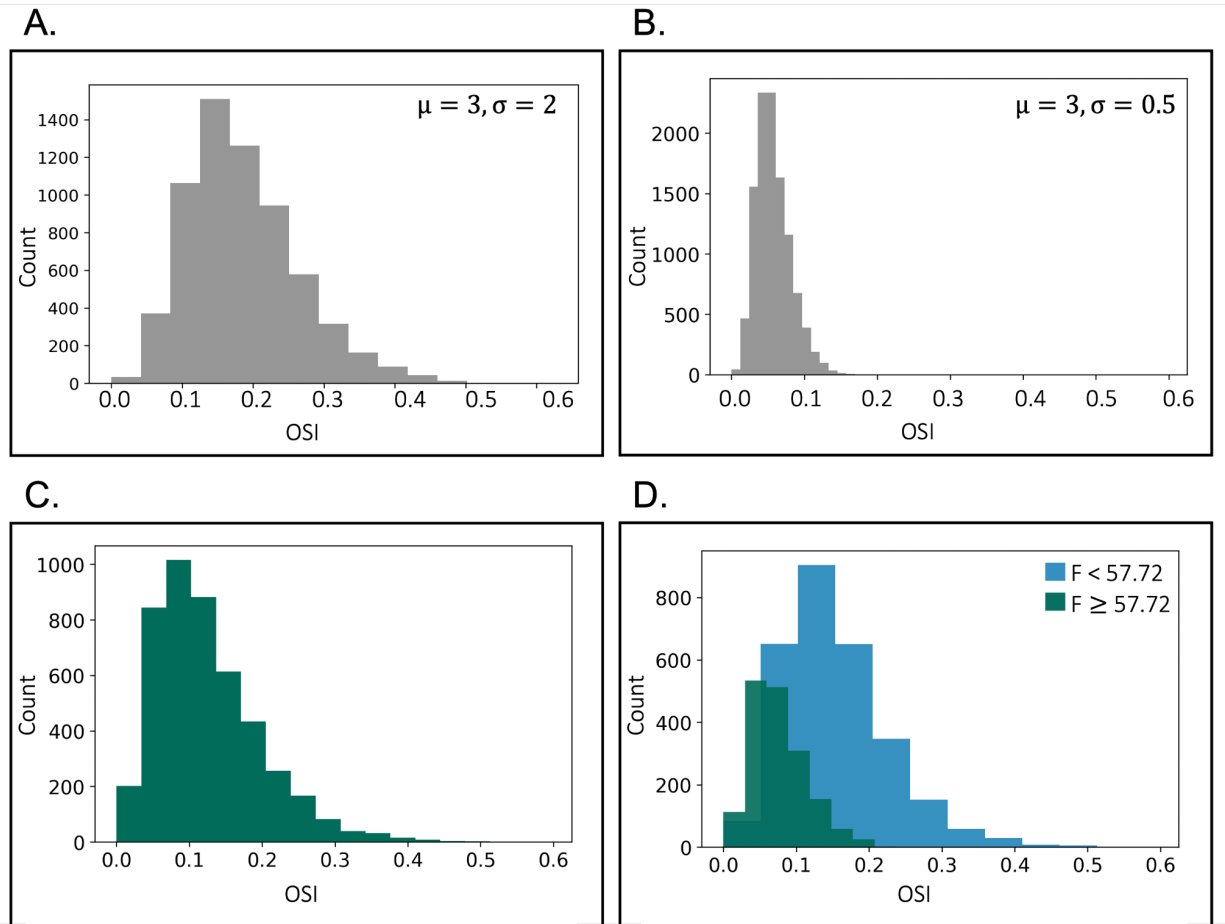 A.
μ = 3, σ = 2
1400
1200
1000
800
600
400
200
0
Count
0.0 0.1 0.2 0.3 0.4 0.5 0.6
OSI
B.
μ = 3, σ = 0.5
2000
1500
1000
500
0
Count
0.0 0.1 0.2 0.3 0.4 0.5 0.6
OSI
C.
1000
800
600
400
200
0
Count
0.0 0.1 0.2 0.3 0.4 0.5 0.6
OSI
D.
F < 57.72
F ≥ 57.72
800
600
400
200
0
Count
0.0 0.1 0.2 0.3 0.4 0.5 0.6
OSI